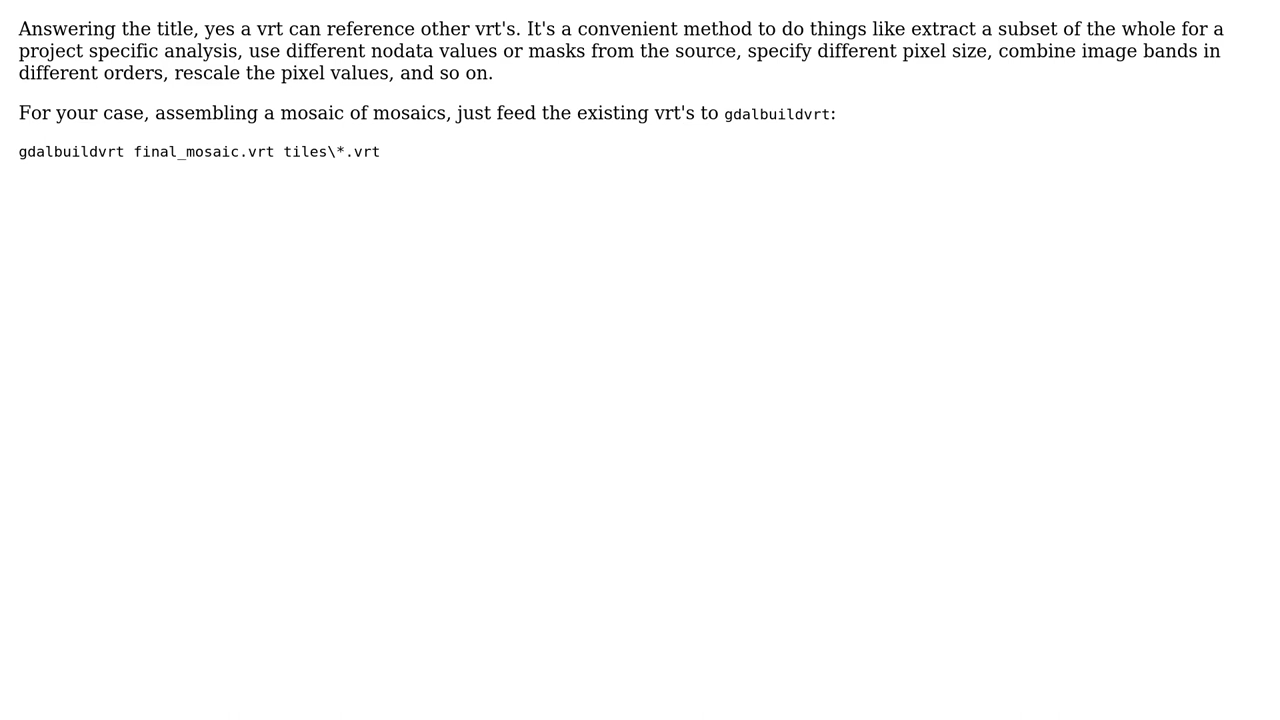 Answering the title, yes a vrt can reference other vrt's. It's a convenient method to do things like extract a subset of the whole for a
project specific analysis, use different nodata values or masks from the source, specify different pixel size, combine image bands in
different orders, rescale the pixel values, and so on.
For your case, assembling a mosaic of mosaics, just feed the existing vrt's to gdalbuildvrt:
gdalbuildvrt final_mosaic.vrt tiles\*.vrt